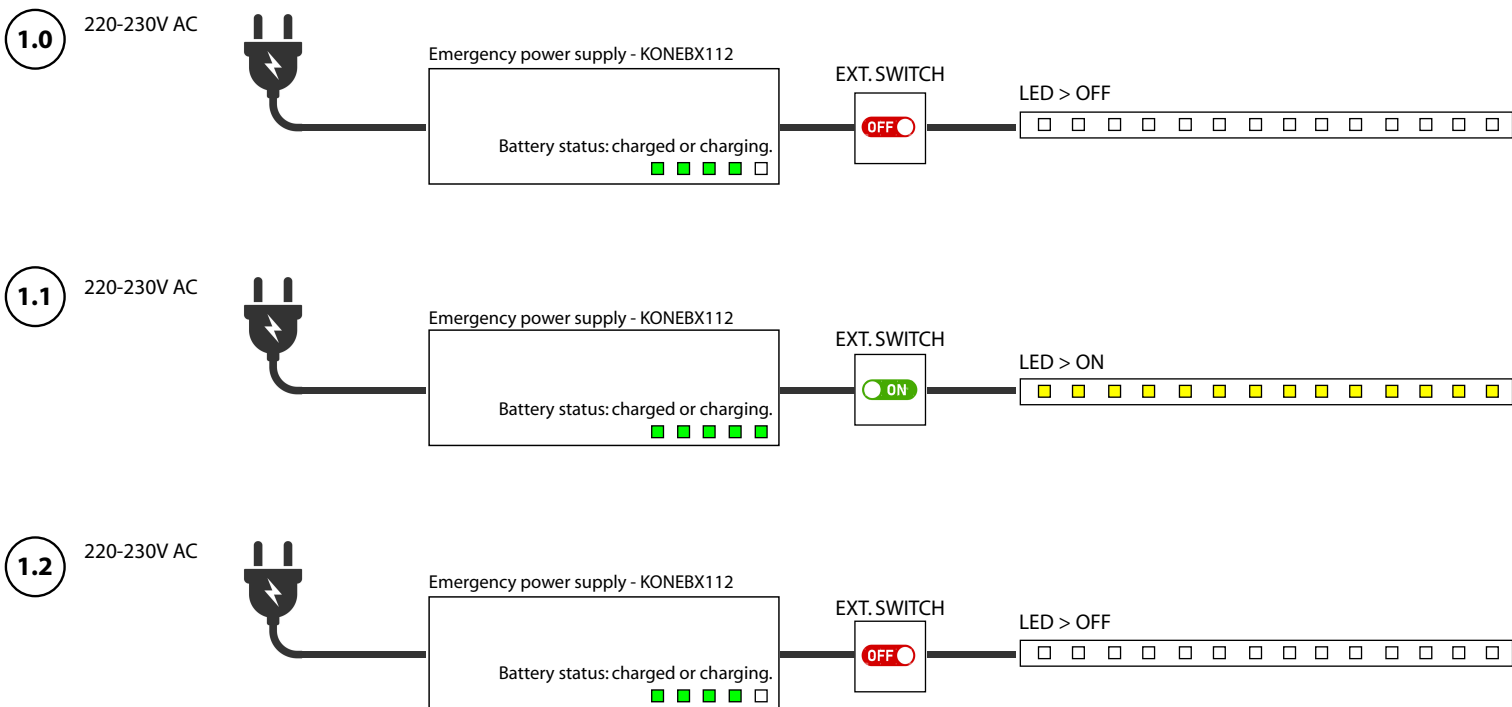 1.0
220-230V AC
Emergency power supply - KONEBX112
Battery status: charged or charging.
EXT. SWITCH
OFF
LED > OFF
1.1
220-230V AC
Emergency power supply - KONEBX112
Battery status: charged or charging.
EXT. SWITCH
ON
LED > ON
1.2
220-230V AC
Emergency power supply - KONEBX112
Battery status: charged or charging.
EXT. SWITCH
OFF
LED > OFF